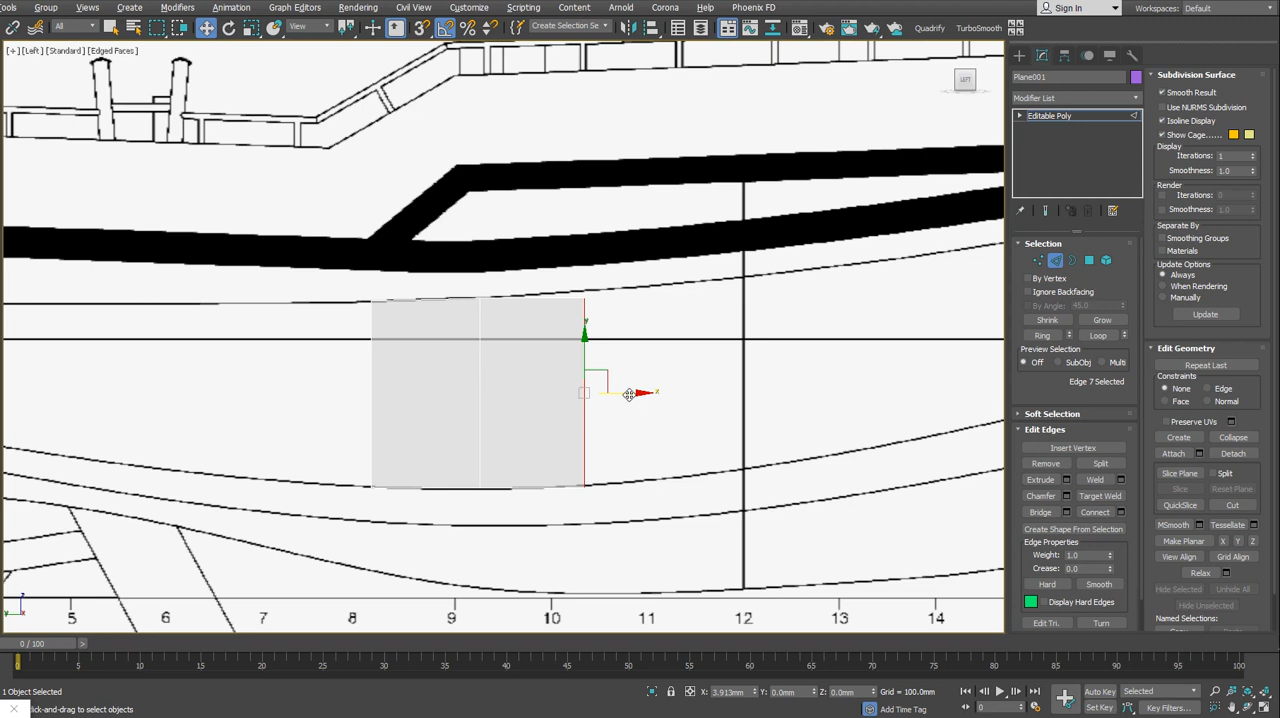 Tools Group Views Create Modifiers Animation Graph Editors Rendering Civil View Customize Scripting Content Arnold Help Corona Phoenix FD Sign In Workspaces: Default
All View Create Selection Se Quadrify TurboSmooth
[+] [Left] [Standard] [Edged Faces]
LEFT
Plane001
Modifier List
Editable Poly
Selection
By Vertex
Ignore Backfacing
By Angle: 45.0
Shrink Grow
Ring Loop
Preview Selection
Off SubObj Multi
Edge 7 Selected
Soft Selection
Edit Edges
Insert Vertex
Remove Split
Extrude Weld
Chamfer Target Weld
Bridge Connect
Create Shape From Selection
Edge Properties
Weight: 1.0
Crease: 0.0
Hard Smooth
Display Hard Edges
Edit Tri. Turn
Subdivision Surface
Smooth Result
Use NURMS Subdivision
Isoline Display
Show Cage......
Display
Iterations: 1
Smoothness: 1.0
Render
Iterations: 0
Smoothness: 1.0
Separate By
Smoothing Groups
Materials
Update Options
Always
When Rendering
Manually
Update
Edit Geometry
Repeat Last
Constraints
None Edge
Face Normal
Preserve UVs
Create Collapse
Attach Detach
Slice Plane Split
Slice Reset Plane
QuickSlice Cut
MSmooth Tessellate
Make Planar X Y Z
View Align Grid Align
Relax
Hide Selected Unhide All
Hide Unselected
Named Selections:
y
x
z
y x
5 6 7 8 9 10 11 12 13 14
0 / 100
0 5 10 15 20 25 30 35 40 45 50 55 60 65 70 75 80 85 90 95 100
1 Object Selected X: 3.913mm Y: 0.0mm Z: 0.0mm Grid = 100.0mm Auto Key Selected
click-and-drag to select objects Add Time Tag 0 Set Key Key Filters...